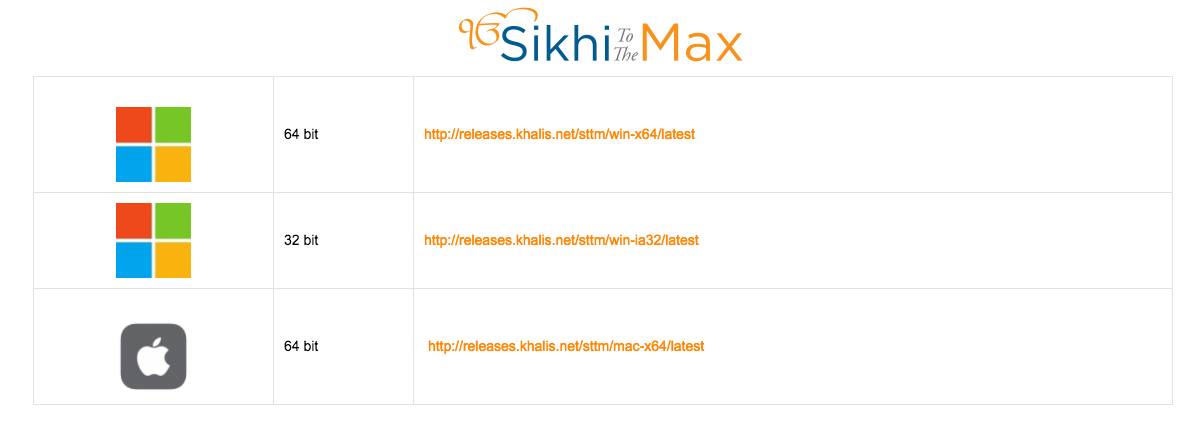 ੴSikhi To The Max
64 bit
http://releases.khalis.net/sttm/win-x64/latest
32 bit
http://releases.khalis.net/sttm/win-ia32/latest
64 bit
http://releases.khalis.net/sttm/mac-x64/latest